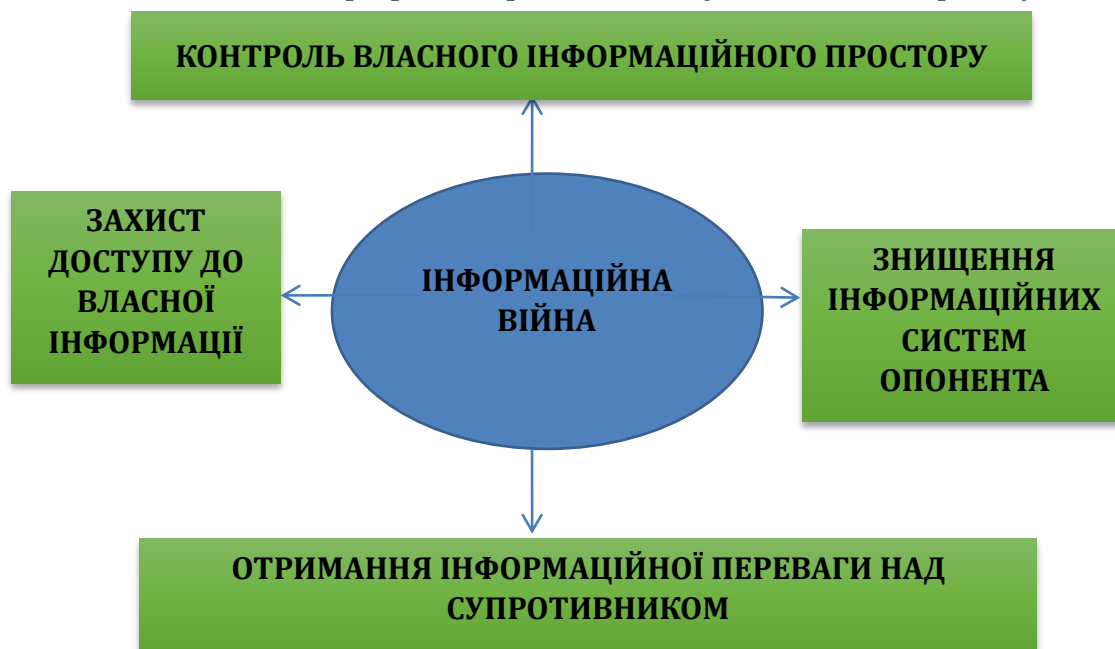 КОНТРОЛЬ ВЛАСНОГО ІНФОРМАЦІЙНОГО ПРОСТОРУ
ЗАХИСТ
ДОСТУПУ ДО
ВЛАСНОЇ
ІНФОРМАЦІЇ
ІНФОРМАЦІЙНА
ВІЙНА
ЗНИЩЕННЯ
ІНФОРМАЦІЙНИХ
СИСТЕМ
ОПОНЕНТА
ОТРИМАННЯ ІНФОРМАЦІЙНОЇ ПЕРЕВАГИ НАД
СУПРОТИВНИКОМ